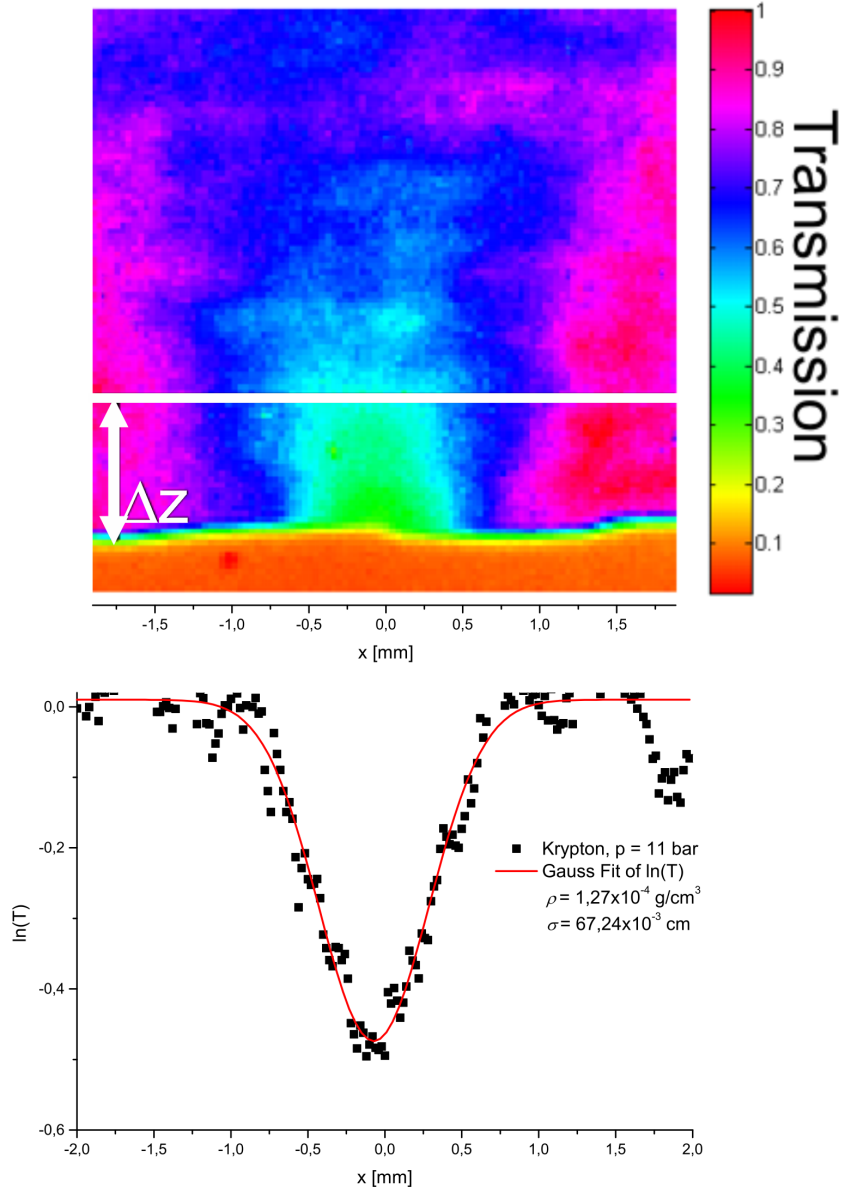 1
0.9
0.8
0.7
0.6
0.5
0.4
0.3
0.2
0.1
Transmission
Δz
-1,5 -1,0 -0,5 0,0 0,5 1,0 1,5
x [mm]
0,0
-0,2
-0,4
-0,6
ln(T)
Krypton, p = 11 bar
Gauss Fit of ln(T)
ρ = 1,27x10⁻⁴ g/cm³
σ = 67,24x10⁻³ cm
-2,0 -1,5 -1,0 -0,5 0,0 0,5 1,0 1,5 2,0
x [mm]